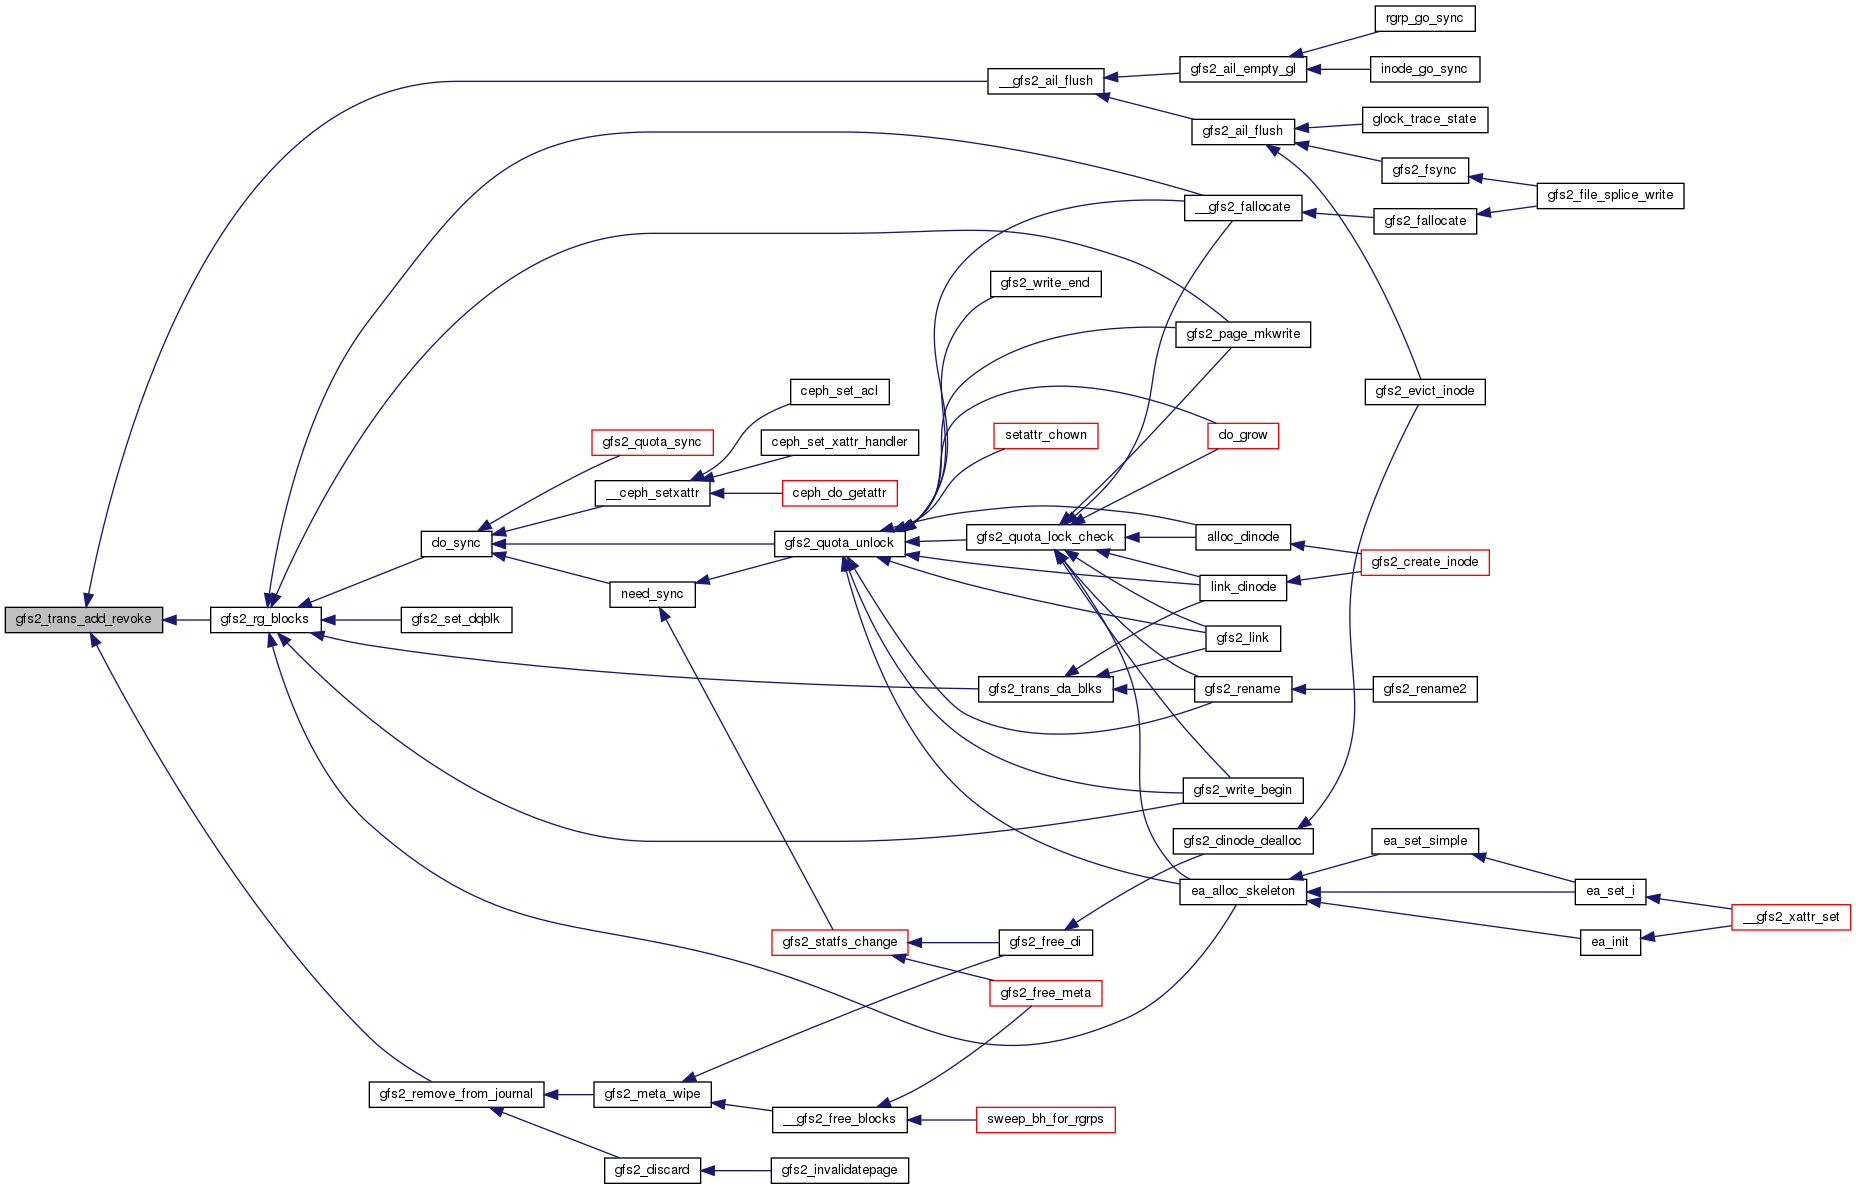 rgrp_go_sync
__gfs2_ail_flush
gfs2_ail_empty_gl
inode_go_sync
glock_trace_state
gfs2_ail_flush
gfs2_fsync
gfs2_file_splice_write
__gfs2_fallocate
gfs2_fallocate
gfs2_write_end
gfs2_page_mkwrite
ceph_set_acl
gfs2_evict_inode
gfs2_quota_sync
ceph_set_xattr_handler
setattr_chown
do_grow
__ceph_setxattr
ceph_do_getattr
do_sync
gfs2_quota_unlock
gfs2_quota_lock_check
alloc_dinode
gfs2_create_inode
need_sync
link_dinode
gfs2_trans_add_revoke
gfs2_rg_blocks
gfs2_set_dqblk
gfs2_link
gfs2_trans_da_blks
gfs2_rename
gfs2_rename2
gfs2_write_begin
gfs2_dinode_dealloc
ea_set_simple
ea_alloc_skeleton
ea_set_i
__gfs2_xattr_set
gfs2_statfs_change
gfs2_free_di
ea_init
gfs2_free_meta
gfs2_remove_from_journal
gfs2_meta_wipe
__gfs2_free_blocks
sweep_bh_for_rgrps
gfs2_discard
gfs2_invalidatepage